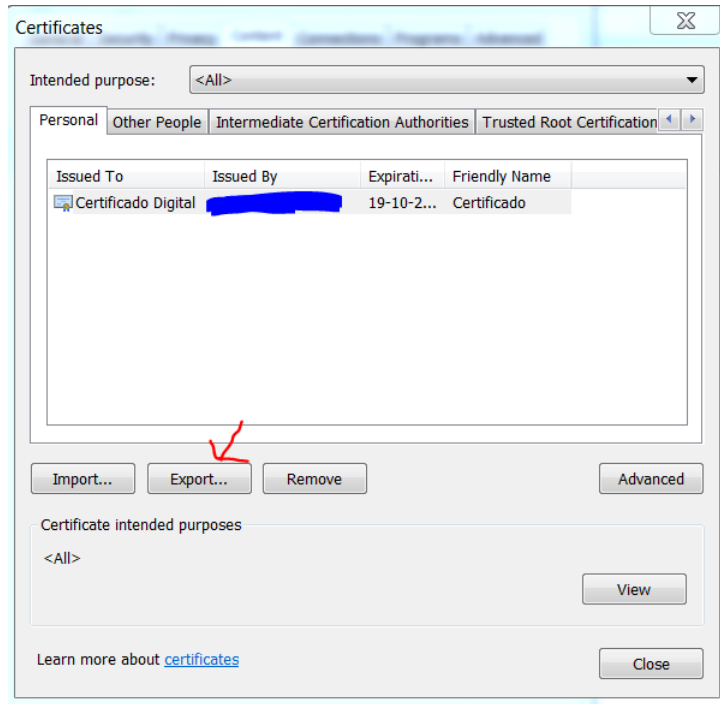 Certificates
Intended purpose: <All>
Personal Other People Intermediate Certification Authorities Trusted Root Certification
Issued To Issued By Expirati... Friendly Name
Certificado Digital 19-10-2... Certificado
Import... Export... Remove Advanced
Certificate intended purposes
<All>
View
Learn more about certificates
Close